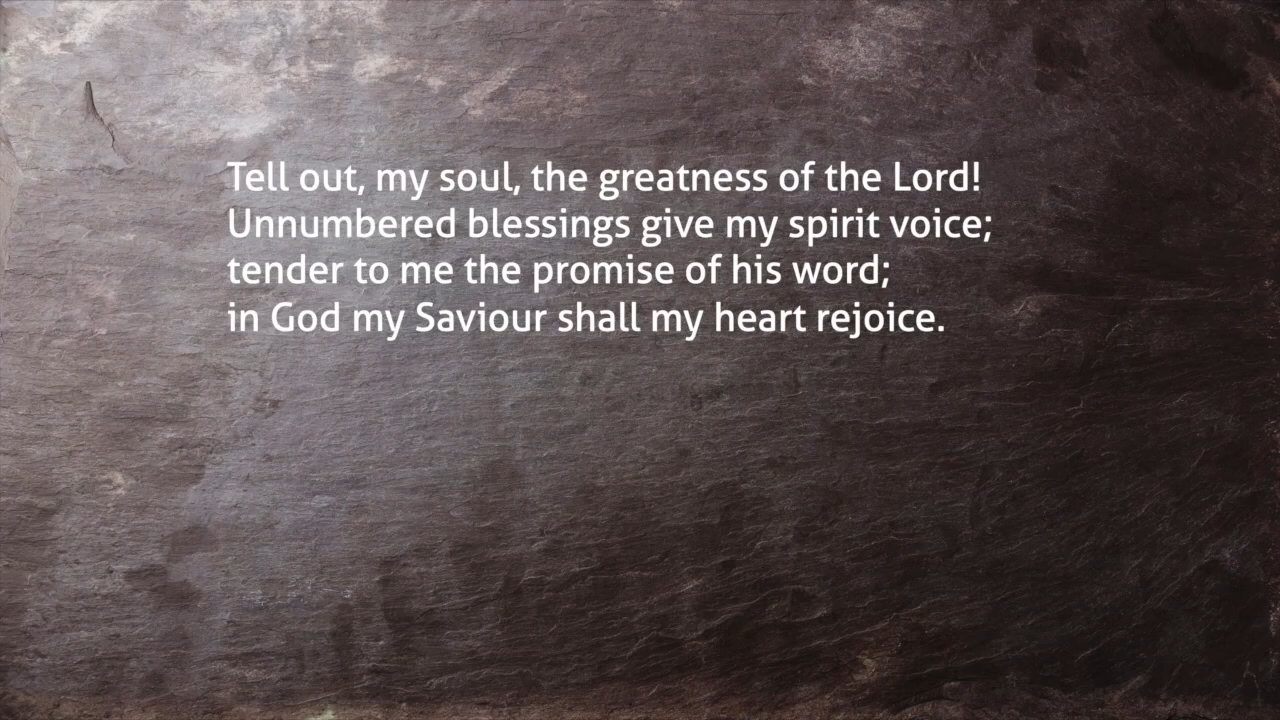 Tell out, my soul, the greatness of the Lord!
Unnumbered blessings give my spirit voice;
tender to me the promise of his word;
in God my Saviour shall my heart rejoice.